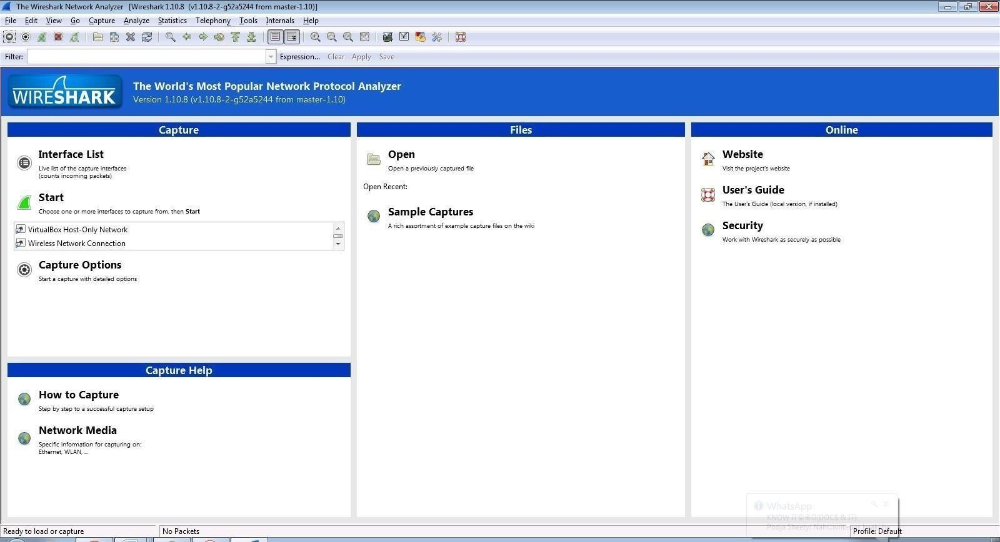 The Wireshark Network Analyzer [Wireshark 1.10.8 (v1.10.8-2-g52a5244 from master-1.10)]
File Edit View Go Capture Analyze Statistics Telephony Tools Internals Help
Filter: Expression... Clear Apply Save
WIRESHARK
The World's Most Popular Network Protocol Analyzer
Version 1.10.8 (v1.10.8-2-g52a5244 from master-1.10)
Capture
Interface List
Live list of the capture interfaces
(counts incoming packets)
Start
Choose one or more interfaces to capture from, then Start
VirtualBox Host-Only Network
Wireless Network Connection
Capture Options
Start a capture with detailed options
Capture Help
How to Capture
Step by step to a successful capture setup
Network Media
Specific information for capturing on:
Ethernet, WLAN, ...
Files
Open
Open a previously captured file
Open Recent:
Sample Captures
A rich assortment of example capture files on the wiki
Online
Website
Visit the project's website
User's Guide
The User's Guide (local version, if installed)
Security
Work with Wireshark as securely as possible
WhatsApp
KNOW IT©®(DOCS & IT)
Pooja Sheety: Nahi..write
Ready to load or capture
No Packets
Profile: Default